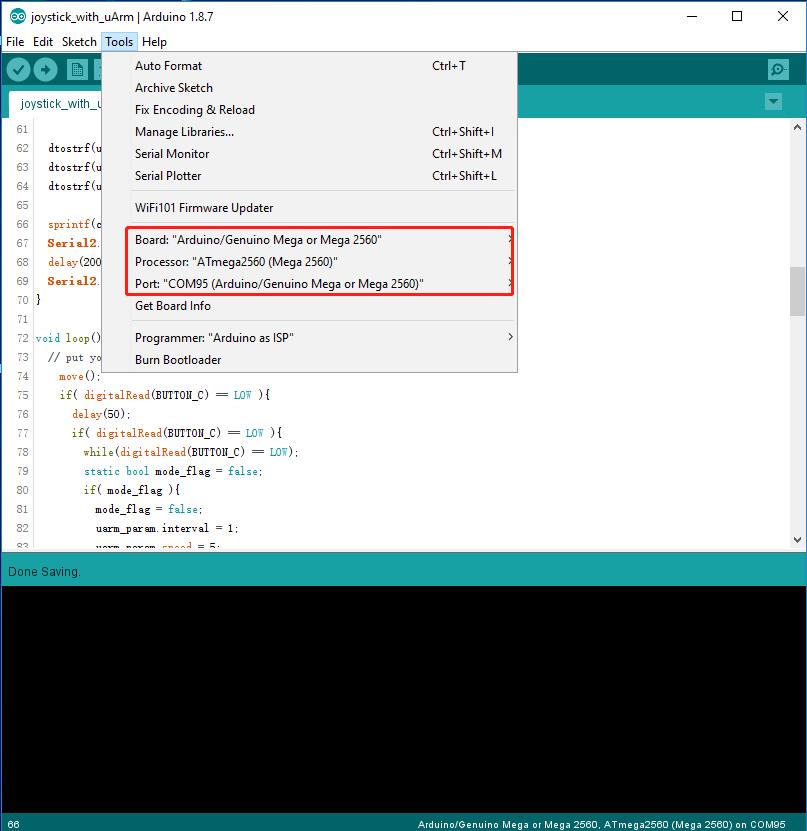 joystick_with_uArm | Arduino 1.8.7
File Edit Sketch Tools Help
joystick_with_u
Auto Format Ctrl+T
Archive Sketch
Fix Encoding & Reload
Manage Libraries... Ctrl+Shift+I
Serial Monitor Ctrl+Shift+M
Serial Plotter Ctrl+Shift+L
WiFi101 Firmware Updater
Board: "Arduino/Genuino Mega or Mega 2560"
Processor: "ATmega2560 (Mega 2560)"
Port: "COM95 (Arduino/Genuino Mega or Mega 2560)"
Get Board Info
Programmer: "Arduino as ISP"
Burn Bootloader
61
62 dtostrf(u
63 dtostrf(u
64 dtostrf(u
65
66 sprintf(c
67 Serial2.
68 delay(200
69 Serial2.
70 }
71
72 void loop()
73 // put yo
74 move();
75 if( digitalRead(BUTTON_C) == LOW ){
76 delay(50);
77 if( digitalRead(BUTTON_C) == LOW ){
78 while(digitalRead(BUTTON_C) == LOW);
79 static bool mode_flag = false;
80 if( mode_flag ){
81 mode_flag = false;
82 uarm_param.interval = 1;
83 uarm_param.speed = 5;
Done Saving.
66 Arduino/Genuino Mega or Mega 2560, ATmega2560 (Mega 2560) on COM95